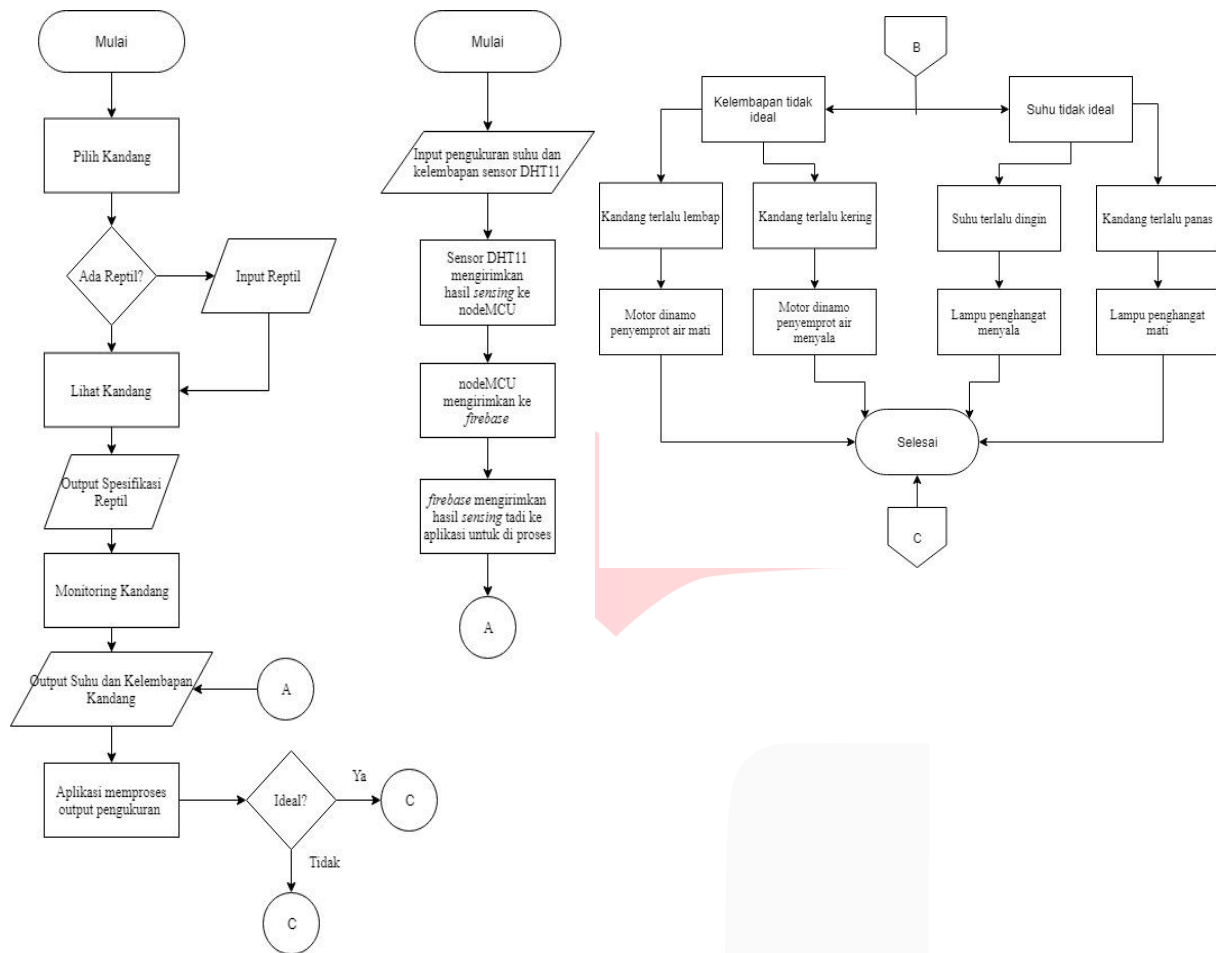 Mulai
Pilih Kandang
Ada Reptil?
Input Reptil
Lihat Kandang
Output Spesifikasi
Reptil
Monitoring Kandang
Output Suhu dan Kelembapan
Kandang
A
Aplikasi memproses
output pengukuran
Ideal?
Ya
C
Tidak
C
Mulai
Input pengukuran suhu dan
kelembapan sensor DHT11
Sensor DHT11
mengirimkan
hasil sensing ke
nodeMCU
nodeMCU
mengirimkan ke
firebase
firebase mengirimkan
hasil sensing tadi ke
aplikasi untuk di proses
A
B
Kelembapan tidak
ideal
Suhu tidak ideal
Kandang terlalu lembap
Kandang terlalu kering
Suhu terlalu dingin
Kandang terlalu panas
Motor dinamo
penyemprot air mati
Motor dinamo
penyemprot air
menyala
Lampu penghangat
menyala
Lampu penghangat
mati
Selesai
C